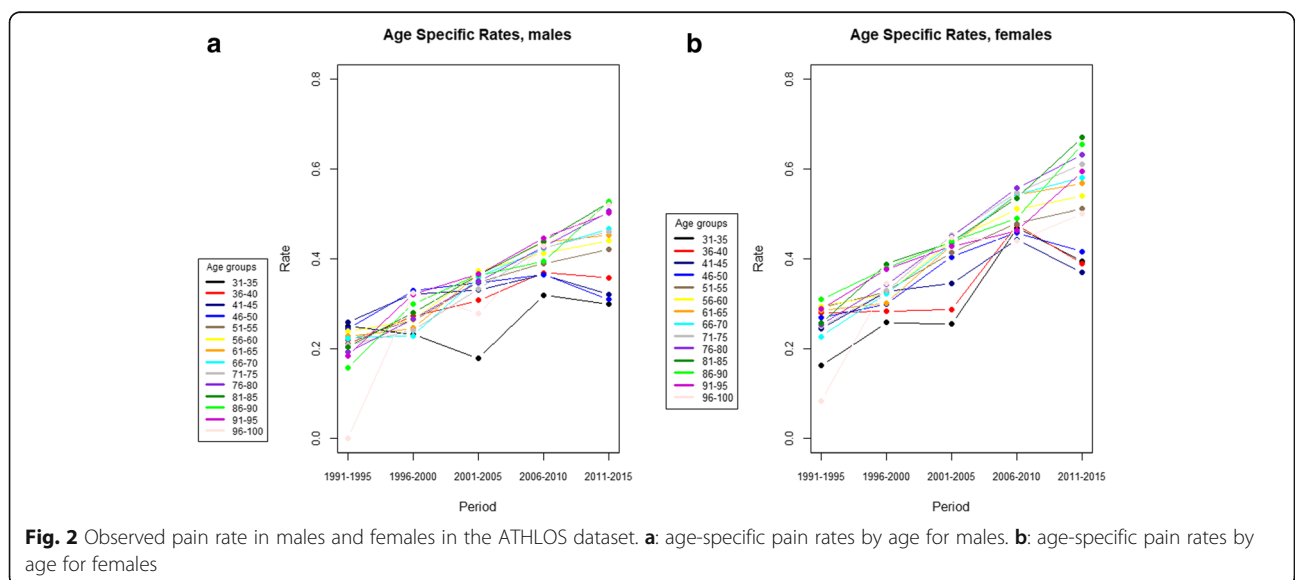 a
Age Specific Rates, males
0.8
0.6
0.4
0.2
0.0
Rate
Age groups
31-35
36-40
41-45
46-50
51-55
56-60
61-65
66-70
71-75
76-80
81-85
86-90
91-95
96-100
1991-1995 1996-2000 2001-2005 2006-2010 2011-2015
Period
b
Age Specific Rates, females
0.8
0.6
0.4
0.2
0.0
Rate
Age groups
31-35
36-40
41-45
46-50
51-55
56-60
61-65
66-70
71-75
76-80
81-85
86-90
91-95
96-100
1991-1995 1996-2000 2001-2005 2006-2010 2011-2015
Period
Fig. 2 Observed pain rate in males and females in the ATHLOS dataset. a: age-specific pain rates by age for males. b: age-specific pain rates by
age for females